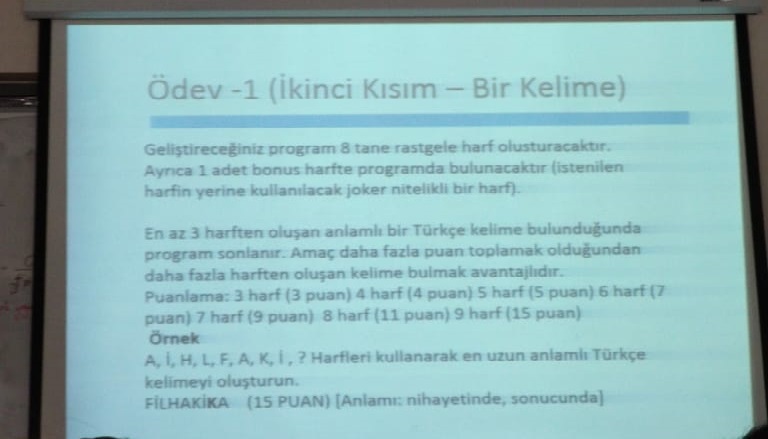 Ödev -1 (İkinci Kısım – Bir Kelime)
Geliştireceğiniz program 8 tane rastgele harf olusturacaktır.
Ayrıca 1 adet bonus harfte programda bulunacaktır (istenilen
harfin yerine kullanılacak joker nitelikli bir harf).
En az 3 harften oluşan anlamlı bir Türkçe kelime bulunduğunda
program sonlanır. Amaç daha fazla puan toplamak olduğundan
daha fazla harften oluşan kelime bulmak avantajlıdır.
Puanlama: 3 harf (3 puan) 4 harf (4 puan) 5 harf (5 puan) 6 harf (7
puan) 7 harf (9 puan) 8 harf (11 puan) 9 harf (15 puan)
Örnek
A, İ, H, L, F, A, K, İ , ? Harfleri kullanarak en uzun anlamlı Türkçe
kelimeyi oluşturun.
FİLHAKİKA (15 PUAN) [Anlamı: nihayetinde, sonucunda]